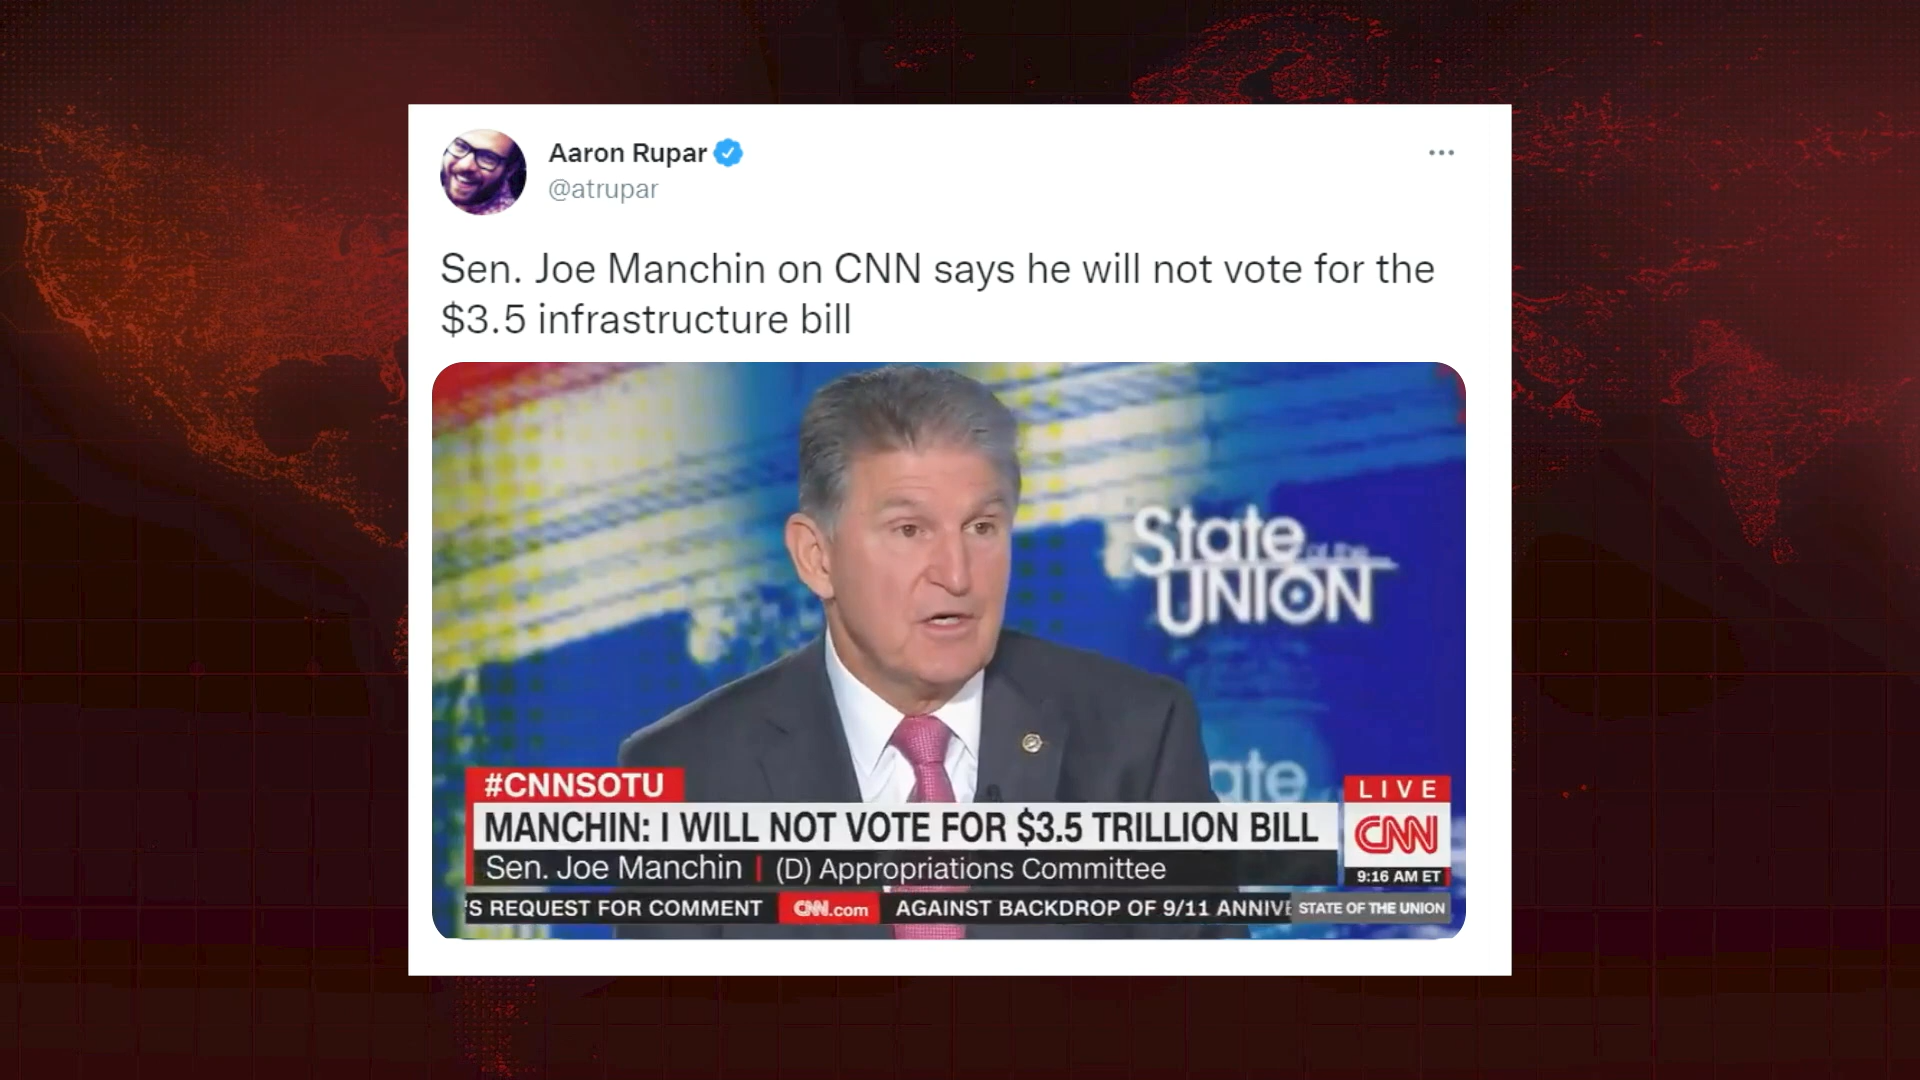 Aaron Rupar
@atrupar
Sen. Joe Manchin on CNN says he will not vote for the
$3.5 infrastructure bill
State of the
UNION
ate
#CNNSOTU
LIVE
MANCHIN: I WILL NOT VOTE FOR $3.5 TRILLION BILL
CNN
Sen. Joe Manchin | (D) Appropriations Committee
9:16 AM ET
'S REQUEST FOR COMMENT CNN.com AGAINST BACKDROP OF 9/11 ANNIVE STATE OF THE UNION